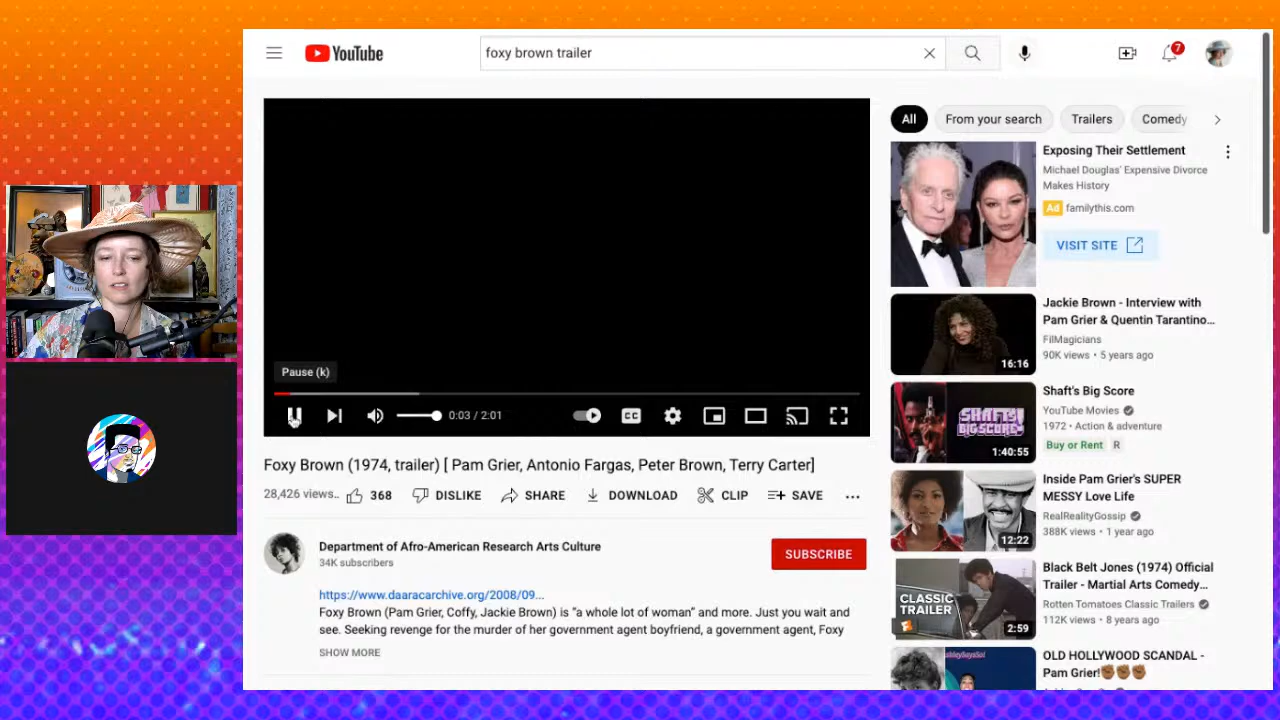 YouTube
foxy brown trailer
7
Pause (k)
0:03 / 2:01
CC
Foxy Brown (1974, trailer) [ Pam Grier, Antonio Fargas, Peter Brown, Terry Carter]
28,426 views..
368
DISLIKE
SHARE
DOWNLOAD
CLIP
SAVE
Department of Afro-American Research Arts Culture
34K subscribers
SUBSCRIBE
https://www.daaracarchive.org/2008/09...
Foxy Brown (Pam Grier, Coffy, Jackie Brown) is "a whole lot of woman" and more. Just you wait and
see. Seeking revenge for the murder of her government agent boyfriend, a government agent, Foxy
SHOW MORE
All
From your search
Trailers
Comedy
Exposing Their Settlement
Michael Douglas' Expensive Divorce
Makes History
Ad familythis.com
VISIT SITE
Jackie Brown - Interview with
Pam Grier & Quentin Tarantino...
FilMagicians
90K views • 5 years ago
16:16
Shaft's Big Score
YouTube Movies
1972 • Action & adventure
Buy or Rent R
SHAFT'S
BIG SCORE!
1:40:55
Inside Pam Grier's SUPER
MESSY Love Life
RealRealityGossip
388K views • 1 year ago
12:22
Black Belt Jones (1974) Official
Trailer - Martial Arts Comedy...
Rotten Tomatoes Classic Trailers
112K views • 8 years ago
CLASSIC
TRAILER
2:59
OLD HOLLYWOOD SCANDAL -
Pam Grier!✊🏾✊🏾✊🏾